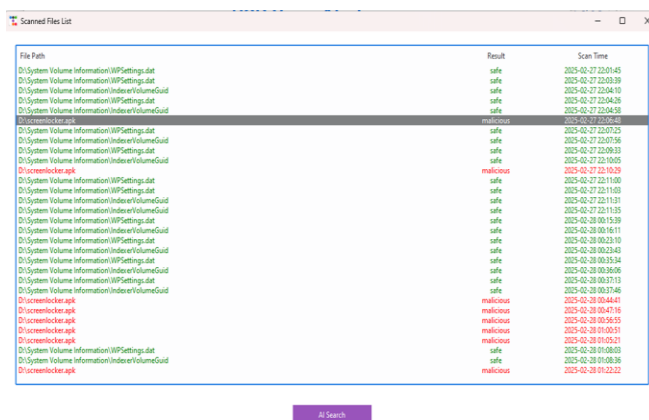 Scanned Files List
File Path Result Scan Time
D:\System Volume Information\WPSettings.dat safe 2025-02-27 22:01:45
D:\System Volume Information\WPSettings.dat safe 2025-02-27 22:03:39
D:\System Volume Information\IndexerVolumeGuid safe 2025-02-27 22:04:10
D:\System Volume Information\WPSettings.dat safe 2025-02-27 22:04:26
D:\System Volume Information\IndexerVolumeGuid safe 2025-02-27 22:04:58
D:\screenlocker.apk malicious 2025-02-27 22:06:48
D:\System Volume Information\WPSettings.dat safe 2025-02-27 22:07:25
D:\System Volume Information\IndexerVolumeGuid safe 2025-02-27 22:07:56
D:\System Volume Information\WPSettings.dat safe 2025-02-27 22:09:33
D:\System Volume Information\IndexerVolumeGuid safe 2025-02-27 22:10:05
D:\screenlocker.apk malicious 2025-02-27 22:10:29
D:\System Volume Information\WPSettings.dat safe 2025-02-27 22:11:00
D:\System Volume Information\WPSettings.dat safe 2025-02-27 22:11:03
D:\System Volume Information\IndexerVolumeGuid safe 2025-02-27 22:11:31
D:\System Volume Information\IndexerVolumeGuid safe 2025-02-27 22:11:35
D:\System Volume Information\WPSettings.dat safe 2025-02-28 00:15:39
D:\System Volume Information\IndexerVolumeGuid safe 2025-02-28 00:16:11
D:\System Volume Information\WPSettings.dat safe 2025-02-28 00:23:10
D:\System Volume Information\IndexerVolumeGuid safe 2025-02-28 00:23:43
D:\System Volume Information\WPSettings.dat safe 2025-02-28 00:35:34
D:\System Volume Information\IndexerVolumeGuid safe 2025-02-28 00:36:06
D:\System Volume Information\WPSettings.dat safe 2025-02-28 00:37:13
D:\System Volume Information\IndexerVolumeGuid safe 2025-02-28 00:37:46
D:\screenlocker.apk malicious 2025-02-28 00:44:41
D:\screenlocker.apk malicious 2025-02-28 00:47:16
D:\screenlocker.apk malicious 2025-02-28 00:56:55
D:\screenlocker.apk malicious 2025-02-28 01:00:51
D:\screenlocker.apk malicious 2025-02-28 01:05:21
D:\System Volume Information\WPSettings.dat safe 2025-02-28 01:08:03
D:\System Volume Information\IndexerVolumeGuid safe 2025-02-28 01:08:36
D:\screenlocker.apk malicious 2025-02-28 01:22:22
AI Search